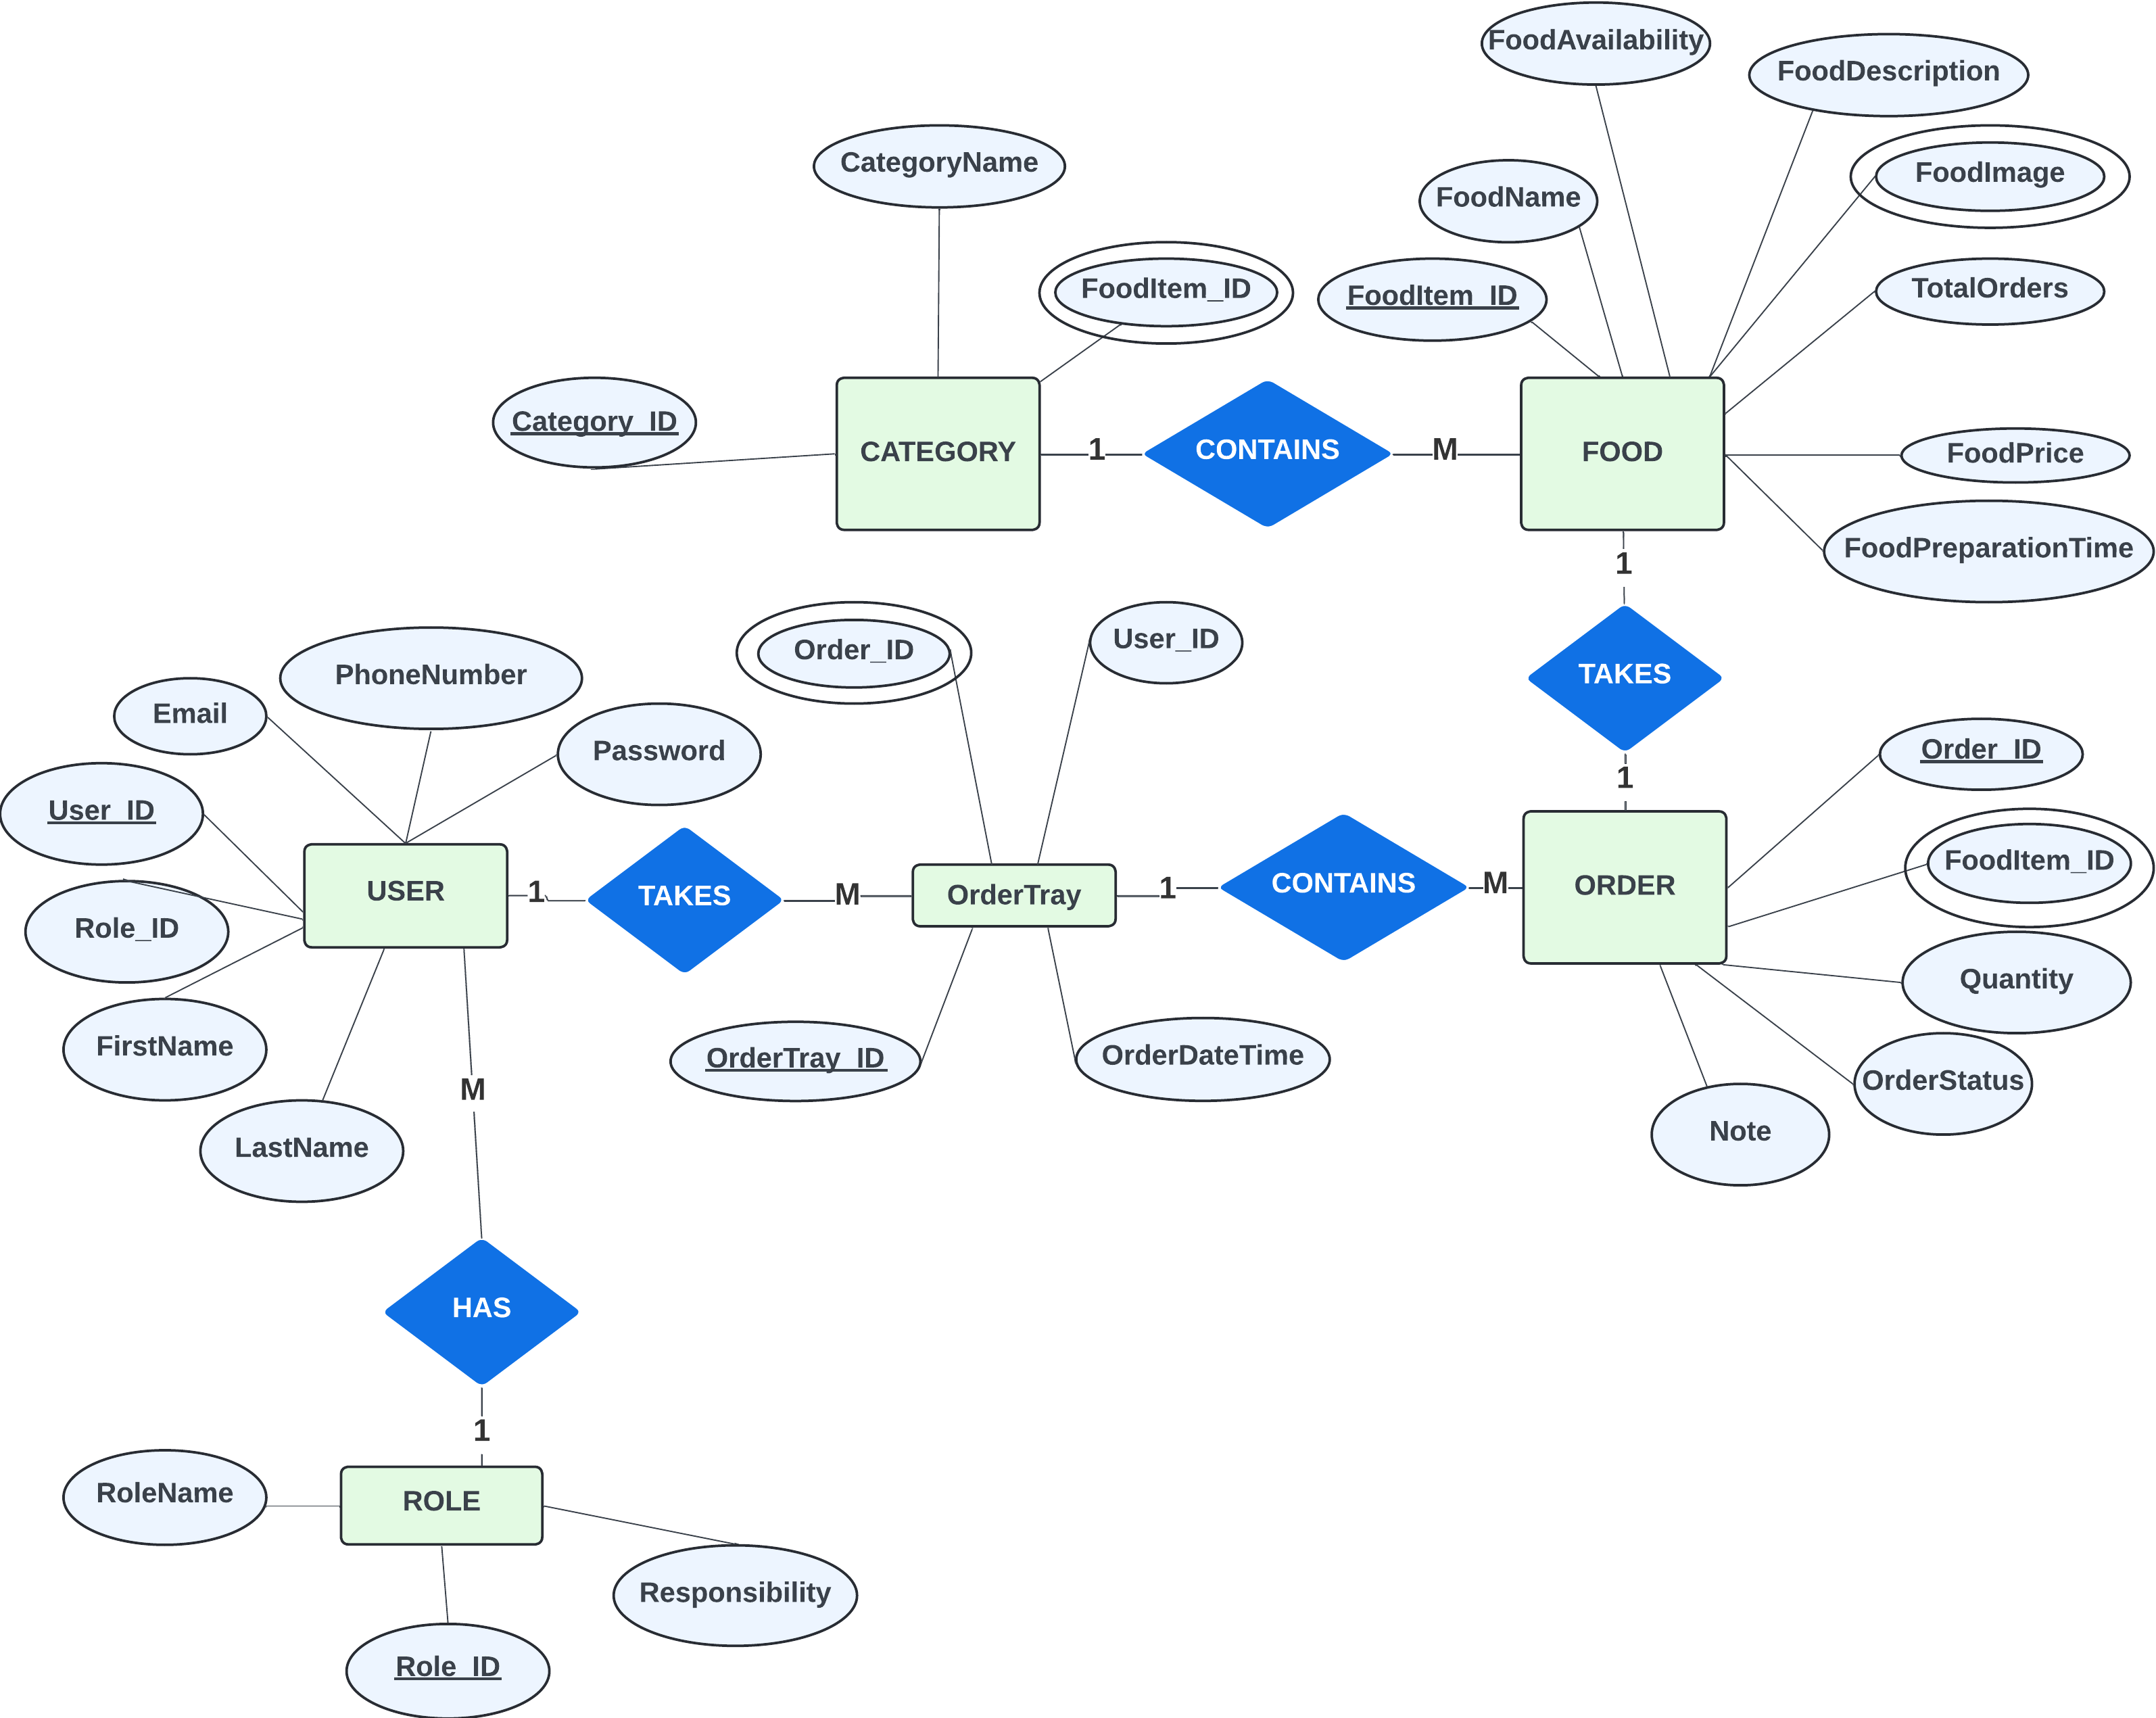 FoodAvailability
FoodDescription
CategoryName
FoodImage
FoodName
FoodItem_ID
FoodItem_ID
TotalOrders
Category_ID
CATEGORY
1
CONTAINS
M
FOOD
FoodPrice
FoodPreparationTime
1
Order_ID
User_ID
PhoneNumber
TAKES
Email
Password
Order_ID
1
User_ID
FoodItem_ID
USER
1
TAKES
M
OrderTray
1
CONTAINS
M
ORDER
Role_ID
Quantity
FirstName
OrderTray_ID
OrderDateTime
OrderStatus
M
Note
LastName
HAS
1
RoleName
ROLE
Responsibility
Role_ID